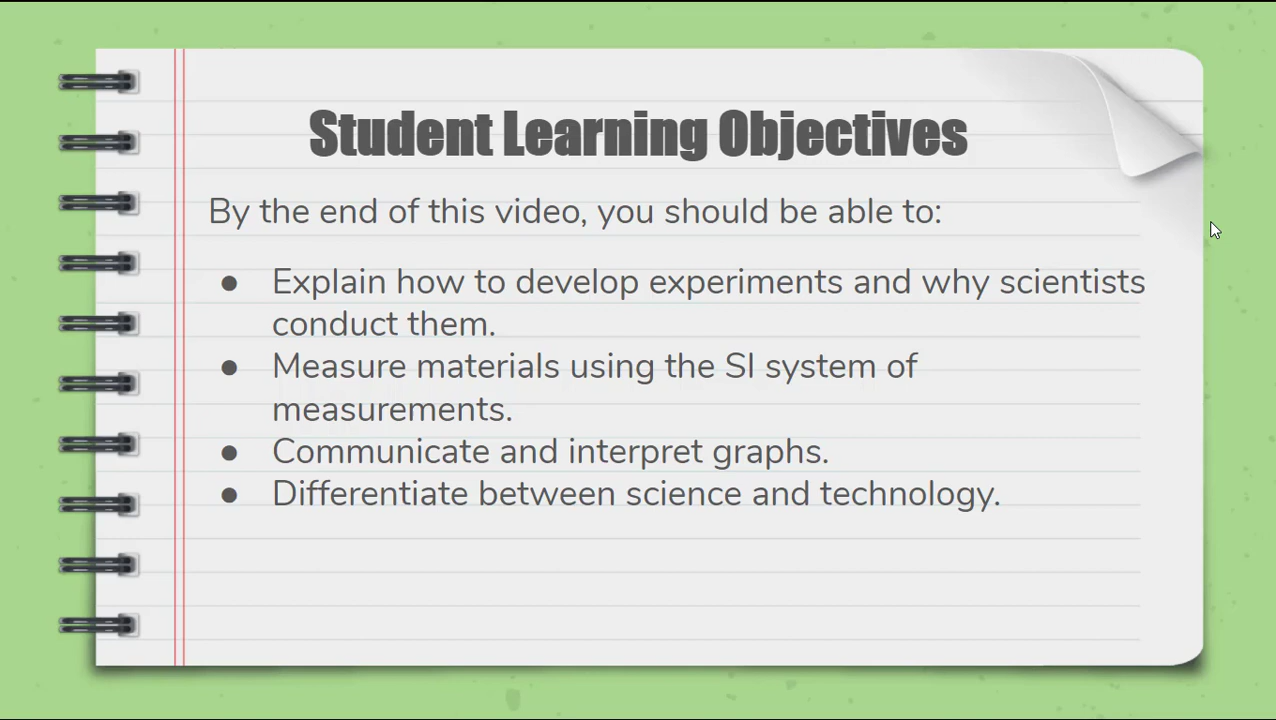 Student Learning Objectives
By the end of this video, you should be able to:
● Explain how to develop experiments and why scientists
conduct them.
● Measure materials using the SI system of
measurements.
● Communicate and interpret graphs.
● Differentiate between science and technology.